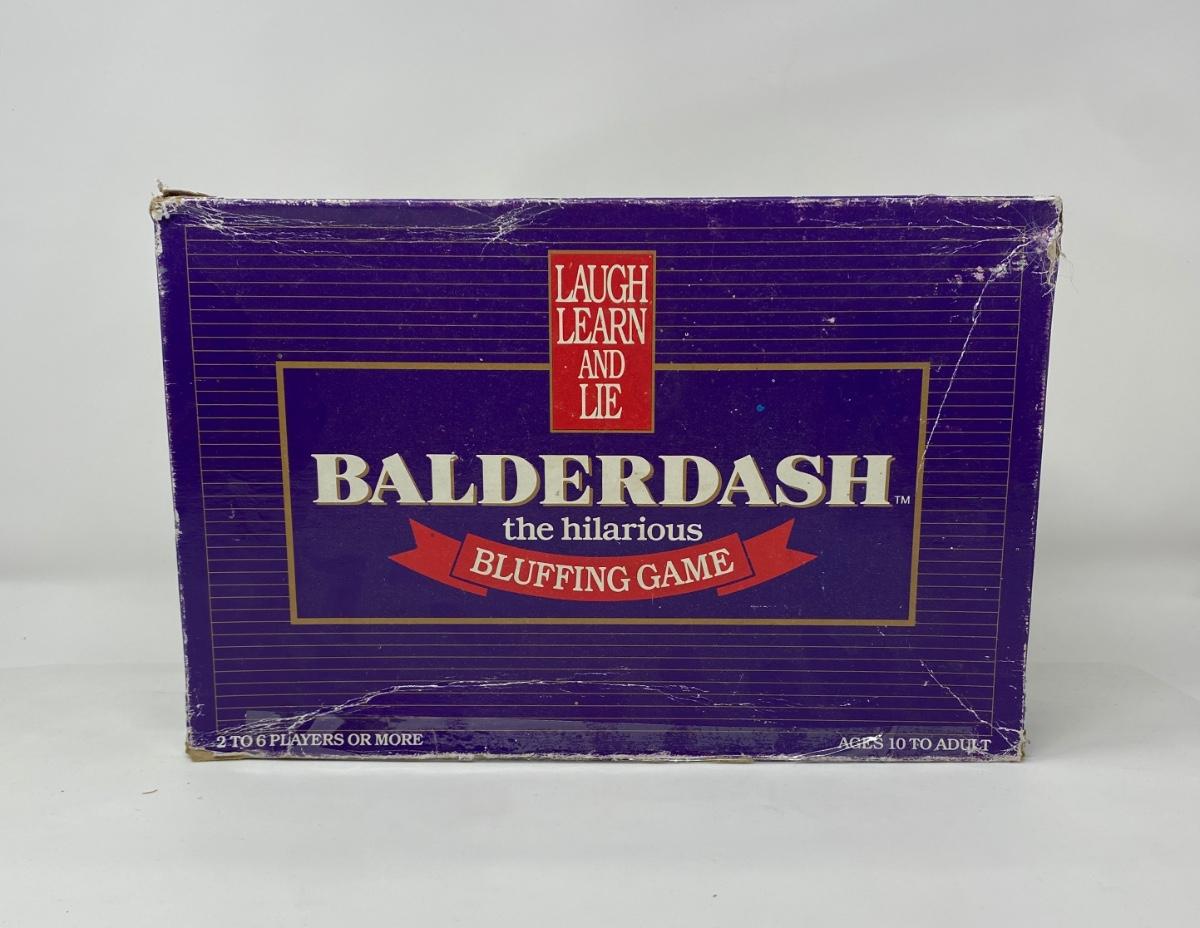 LAUGH
LEARN
AND
LIE
BALDERDASH™
the hilarious
BLUFFING GAME
2 TO 6 PLAYERS OR MORE
AGES 10 TO ADULT